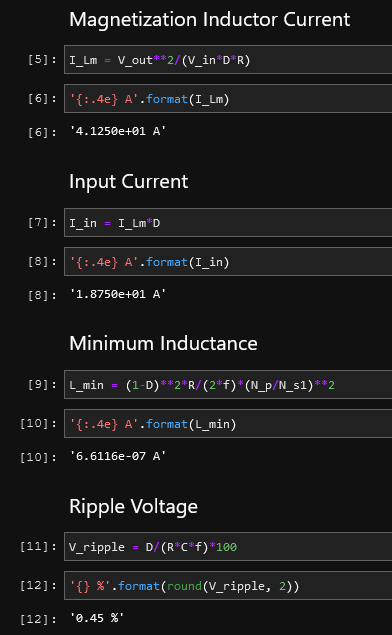 Magnetization Inductor Current
[5]: I_Lm = V_out**2/(V_in*D*R)
[6]: '{:.4e} A'.format(I_Lm)
[6]: '4.1250e+01 A'
Input Current
[7]: I_in = I_Lm*D
[8]: '{:.4e} A'.format(I_in)
[8]: '1.8750e+01 A'
Minimum Inductance
[9]: L_min = (1-D)**2*R/(2*f)*(N_p/N_s1)**2
[10]: '{:.4e} A'.format(L_min)
[10]: '6.6116e-07 A'
Ripple Voltage
[11]: V_ripple = D/(R*C*f)*100
[12]: '{} %'.format(round(V_ripple, 2))
[12]: '0.45 %'